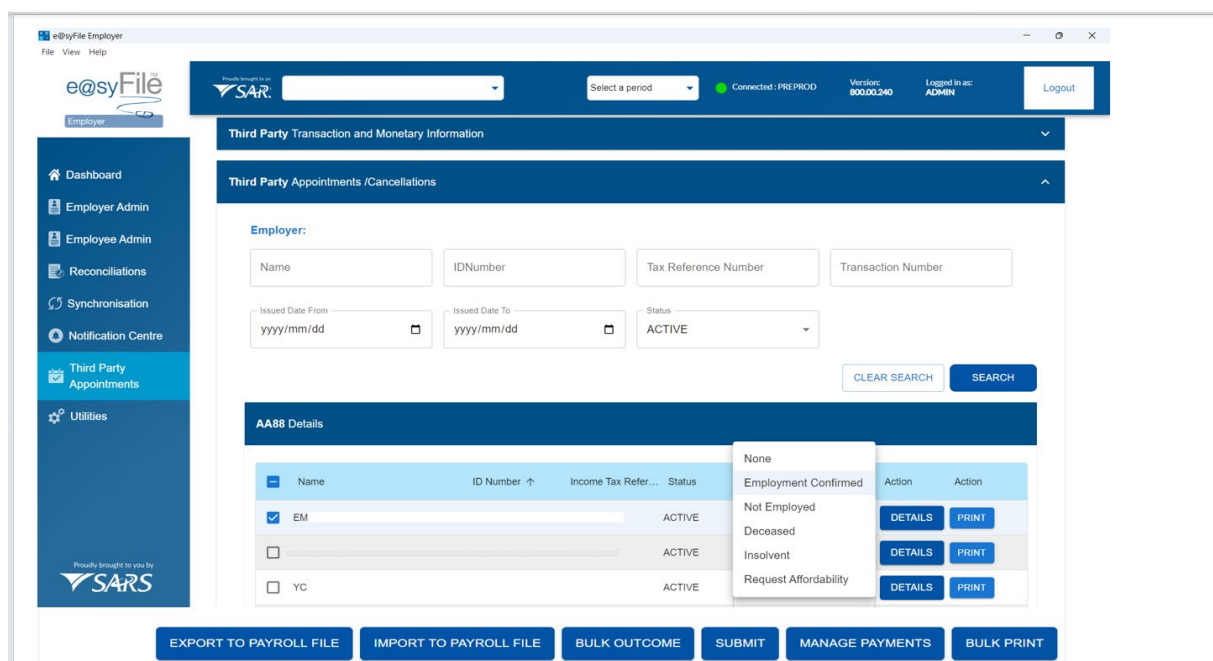 e@syFile Employer
File View Help
e@syFile™
Employer
Proudly brought to you
SARS
Select a period
Connected : PREPROD
Version:
800.00.240
Logged in as:
ADMIN
Logout
Dashboard
Employer Admin
Employee Admin
Reconciliations
Synchronisation
Notification Centre
Third Party
Appointments
Utilities
Proudly brought to you by
SARS
Third Party Transaction and Monetary Information
Third Party Appointments /Cancellations
Employer:
Name IDNumber Tax Reference Number Transaction Number
Issued Date From Issued Date To Status
yyyy/mm/dd yyyy/mm/dd ACTIVE
CLEAR SEARCH SEARCH
AA88 Details
Name ID Number ↑ Income Tax Refer... Status Action Action
EM ACTIVE DETAILS PRINT
ACTIVE DETAILS PRINT
YC ACTIVE DETAILS PRINT
None
Employment Confirmed
Not Employed
Deceased
Insolvent
Request Affordability
EXPORT TO PAYROLL FILE IMPORT TO PAYROLL FILE BULK OUTCOME SUBMIT MANAGE PAYMENTS BULK PRINT